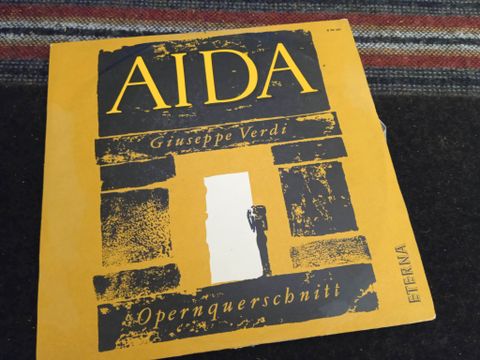 AIDA
Giuseppe Verdi
Opernquerschnitt
ETERNA